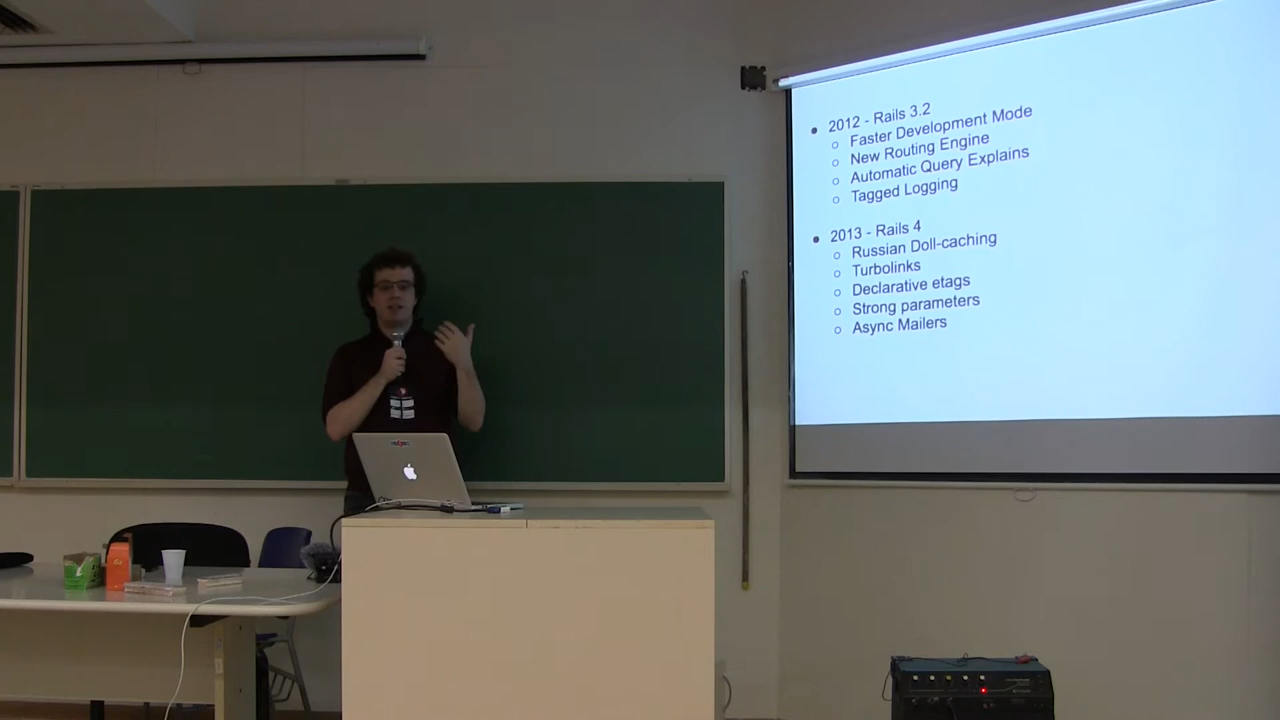 2012 - Rails 3.2
Faster Development Mode
New Routing Engine
Automatic Query Explains
Tagged Logging
2013 - Rails 4
Russian Doll-caching
Turbolinks
Declarative etags
Strong parameters
Async Mailers